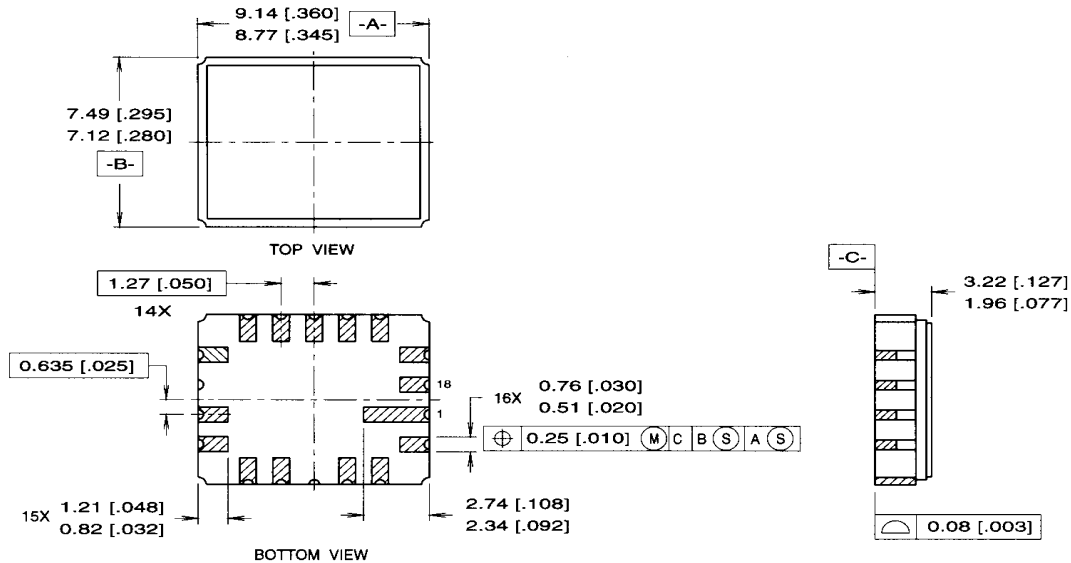 9.14 [.360]
8.77 [.345]
-A-
7.49 [.295]
7.12 [.280]
-B-
TOP VIEW
1.27 [.050]
14X
-C-
3.22 [.127]
1.96 [.077]
0.635 [.025]
18
1
16X
0.76 [.030]
0.51 [.020]
0.25 [.010] M C B S A S
15X
1.21 [.048]
0.82 [.032]
2.74 [.108]
2.34 [.092]
0.08 [.003]
BOTTOM VIEW